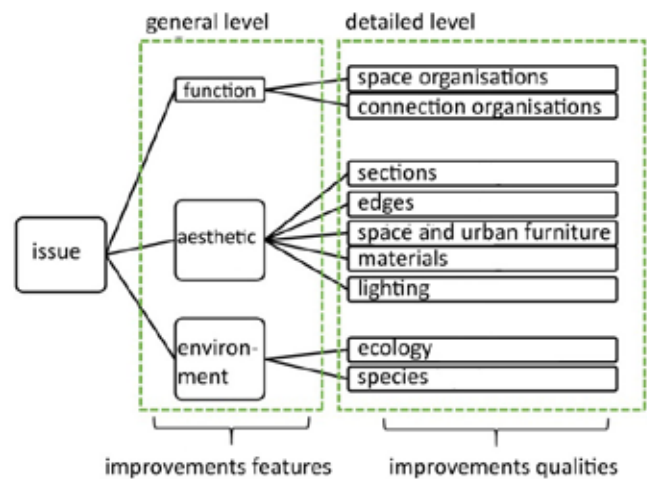 general level
detailed level
function
space organisations
connection organisations
sections
edges
issue
aesthetic
space and urban furniture
materials
lighting
environ-
ment
ecology
species
improvements features
improvements qualities